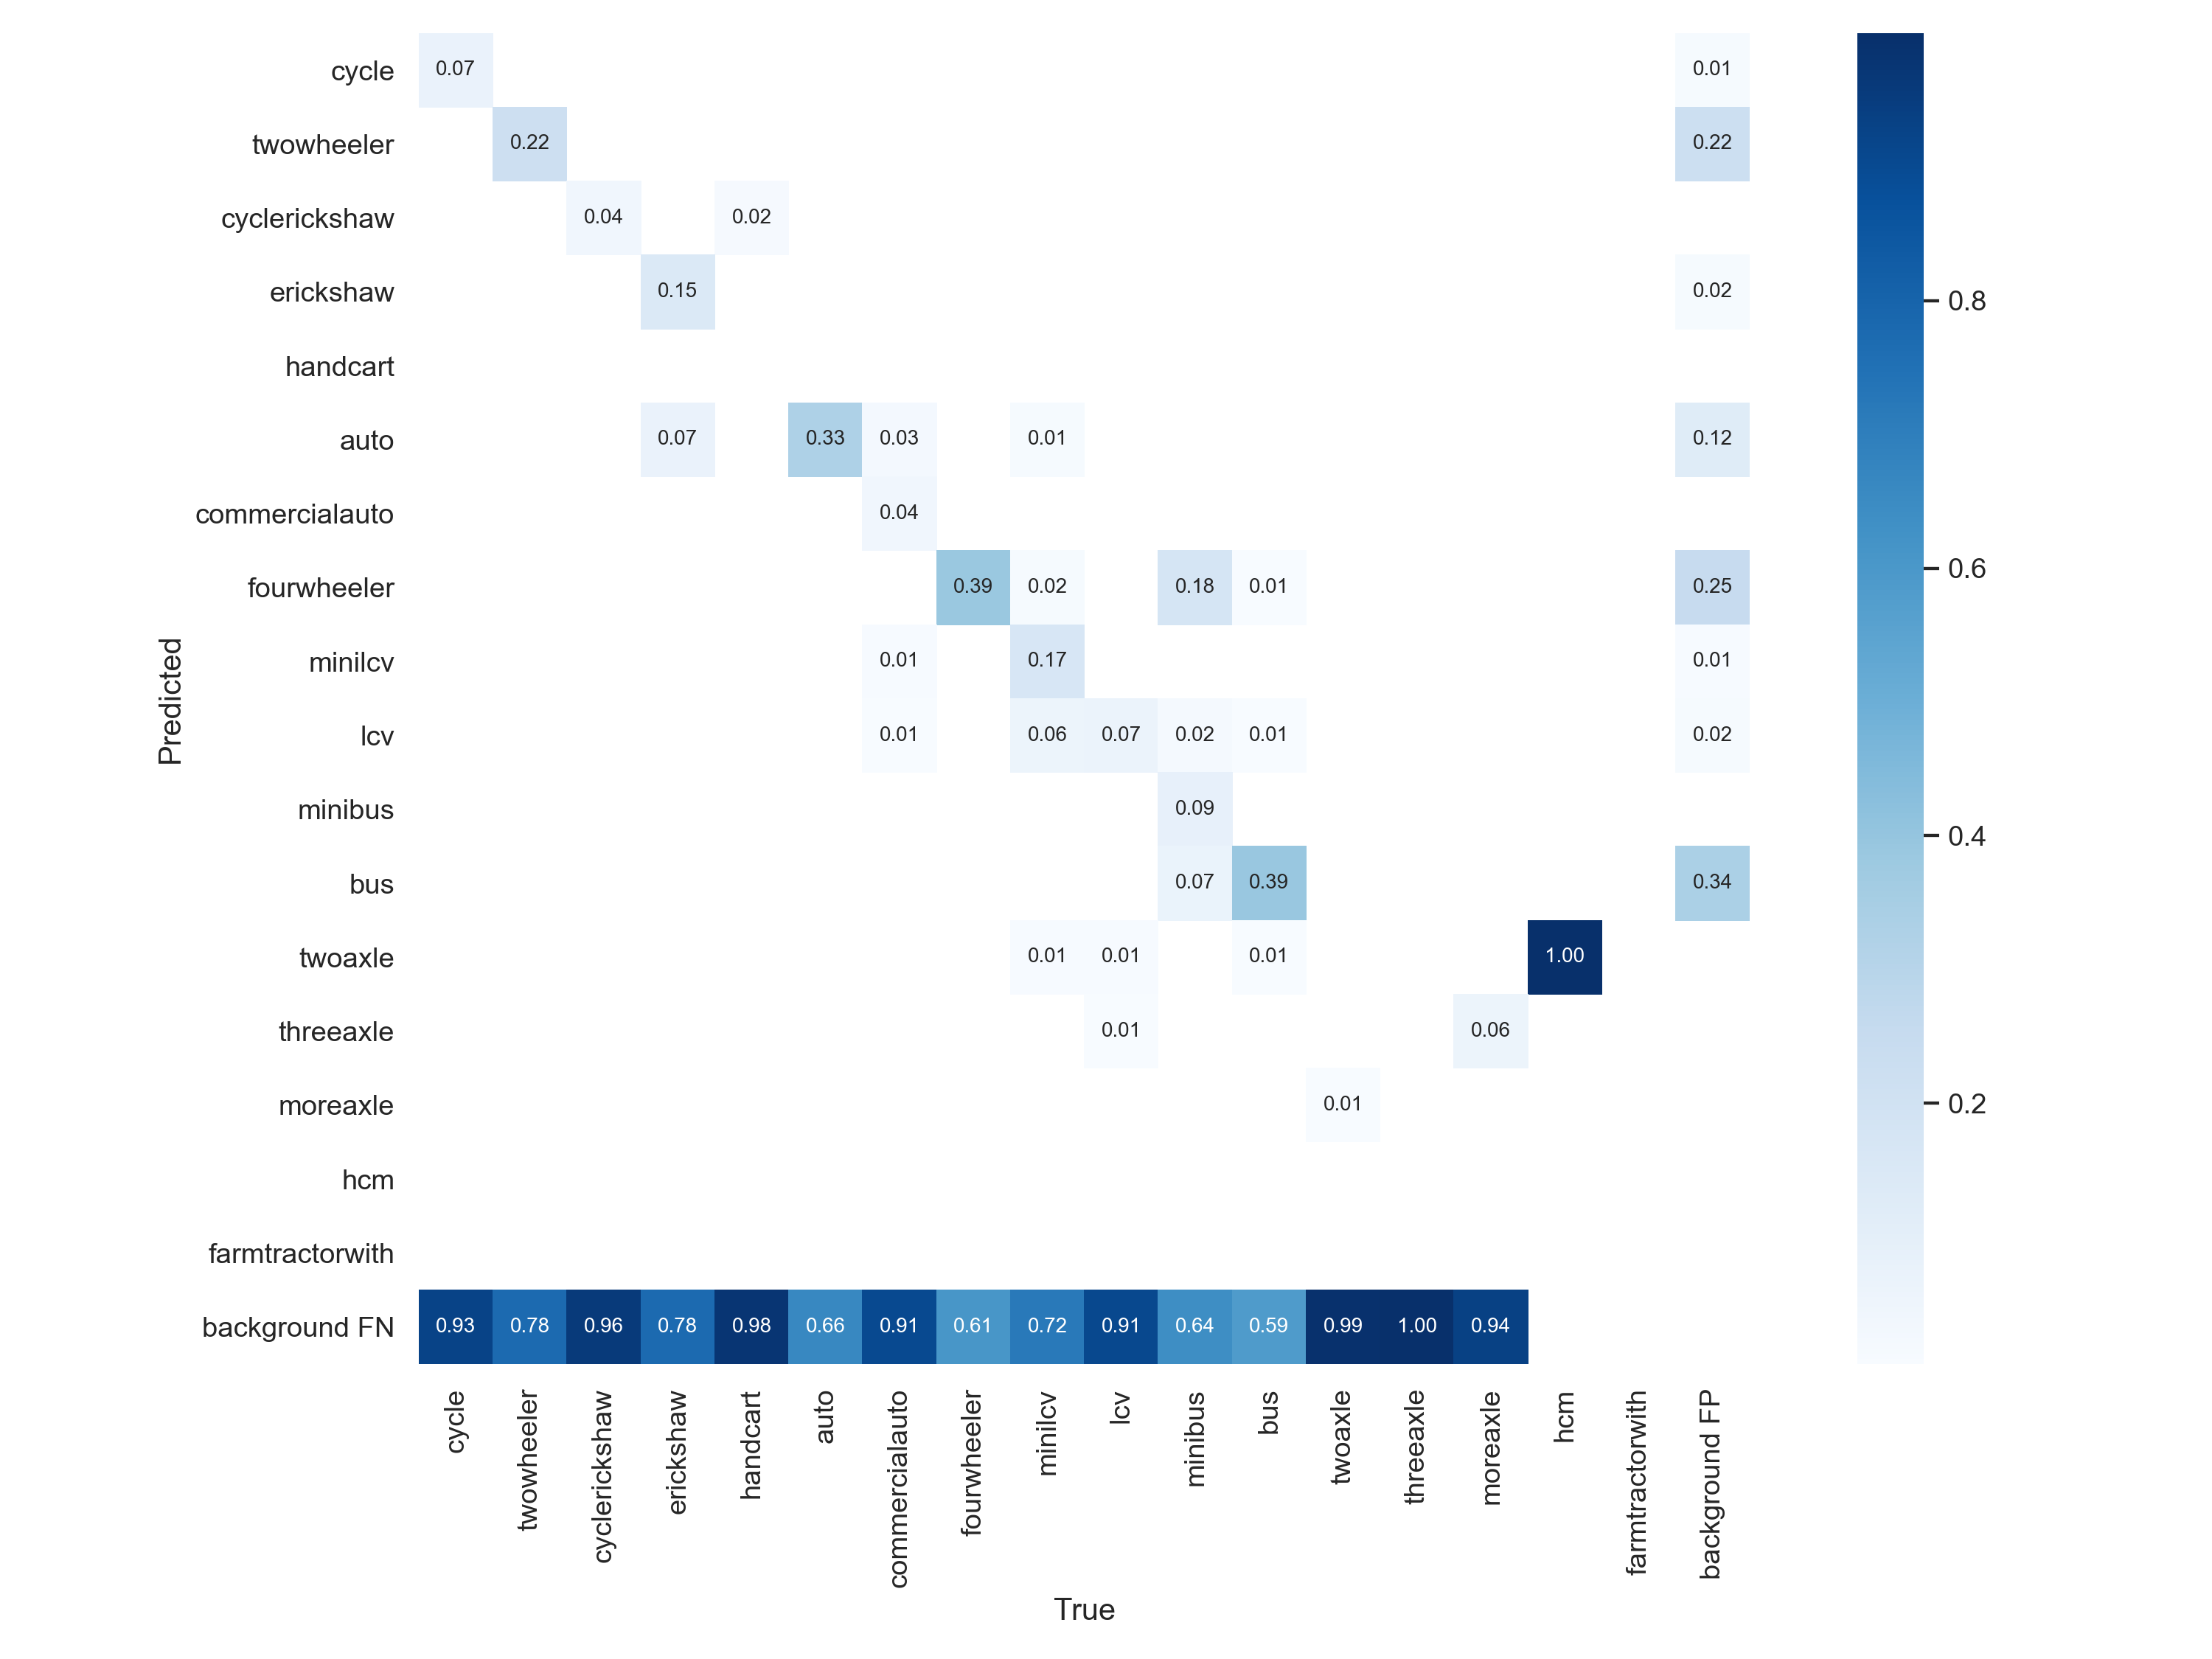 cycle 0.07 0.01
twowheeler 0.22 0.22
cyclerickshaw 0.04 0.02
erickshaw 0.15 0.02
0.8
handcart
auto 0.07 0.33 0.03 0.01 0.12
commercialauto 0.04
fourwheeler 0.39 0.02 0.18 0.01 0.25
0.6
minilcv 0.01 0.17 0.01
Predicted
lcv 0.01 0.06 0.07 0.02 0.01 0.02
minibus 0.09
0.4
bus 0.07 0.39 0.34
twoaxle 0.01 0.01 0.01 1.00
threeaxle 0.01 0.06
moreaxle 0.01
0.2
hcm
farmtractorwith
background FN 0.93 0.78 0.96 0.78 0.98 0.66 0.91 0.61 0.72 0.91 0.64 0.59 0.99 1.00 0.94
cycle
twowheeler
cyclerickshaw
erickshaw
handcart
auto
commercialauto
fourwheeler
minilcv
lcv
minibus
bus
twoaxle
threeaxle
moreaxle
hcm
farmtractorwith
background FP
True